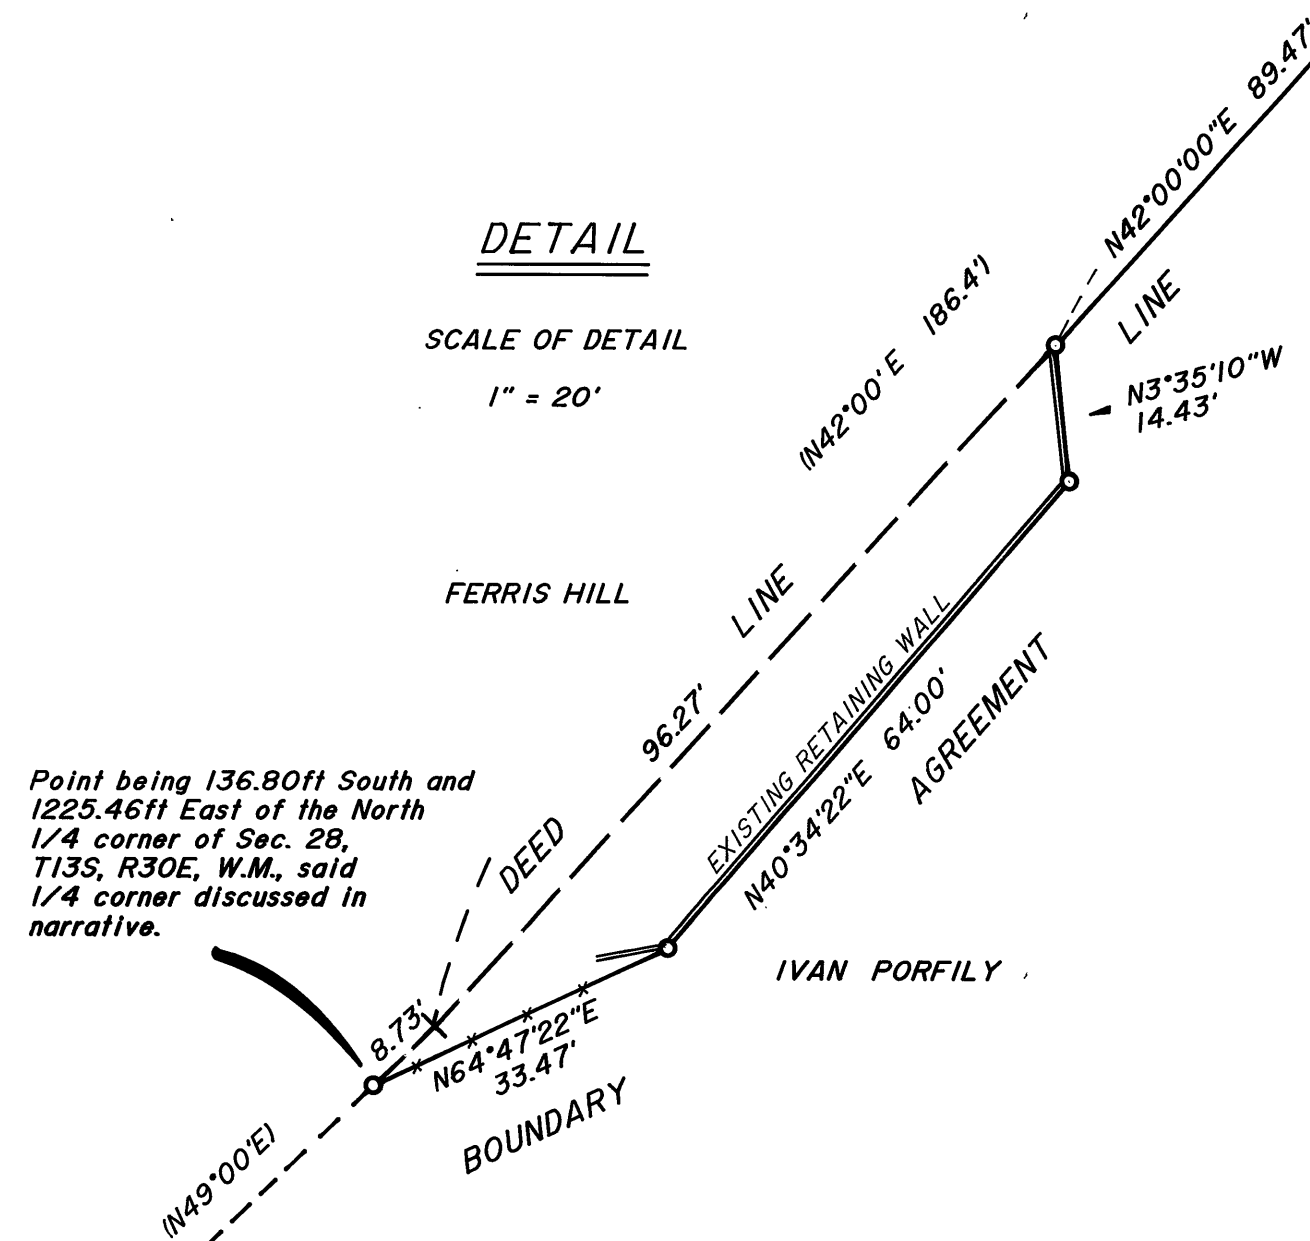 DETAIL
SCALE OF DETAIL
1" = 20'
N42°00'00"E 89.47'
LINE
(N42°00'E 186.4')
N3°35'10"W
14.43'
FERRIS HILL
LINE
96.27'
EXISTING RETAINING WALL
N40°34'22"E 64.00'
AGREEMENT
Point being 136.80ft South and
1225.46ft East of the North
1/4 corner of Sec. 28,
T13S, R30E, W.M., said
1/4 corner discussed in
narrative.
DEED
IVAN PORFILY
8.73'
N64°47'22"E
33.47'
BOUNDARY
(N49°00'E)